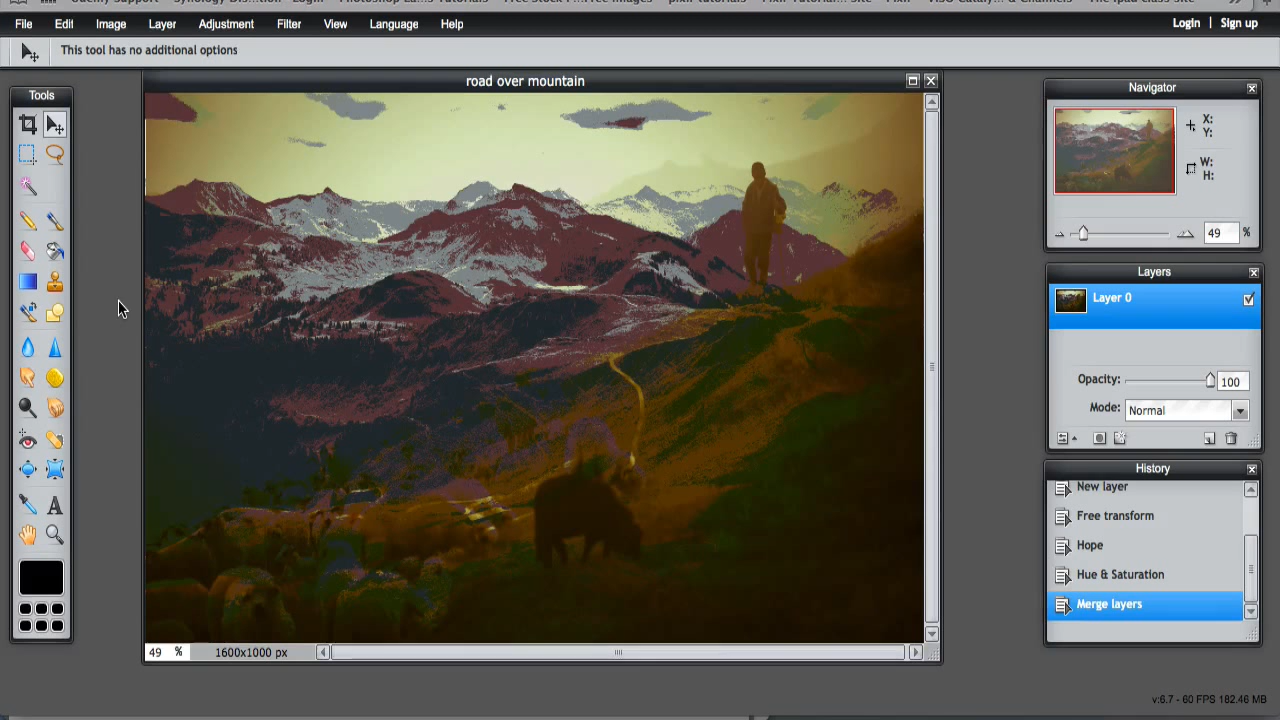 File Edit Image Layer Adjustment Filter View Language Help Login | Sign up
This tool has no additional options
road over mountain
Tools
Navigator
X:
Y:
W:
H:
49 %
Layers
Layer 0
Opacity: 100
Mode: Normal
History
New layer
Free transform
Hope
Hue & Saturation
Merge layers
49 % 1600x1000 px
v:6.7 - 60 FPS 182.46 MB